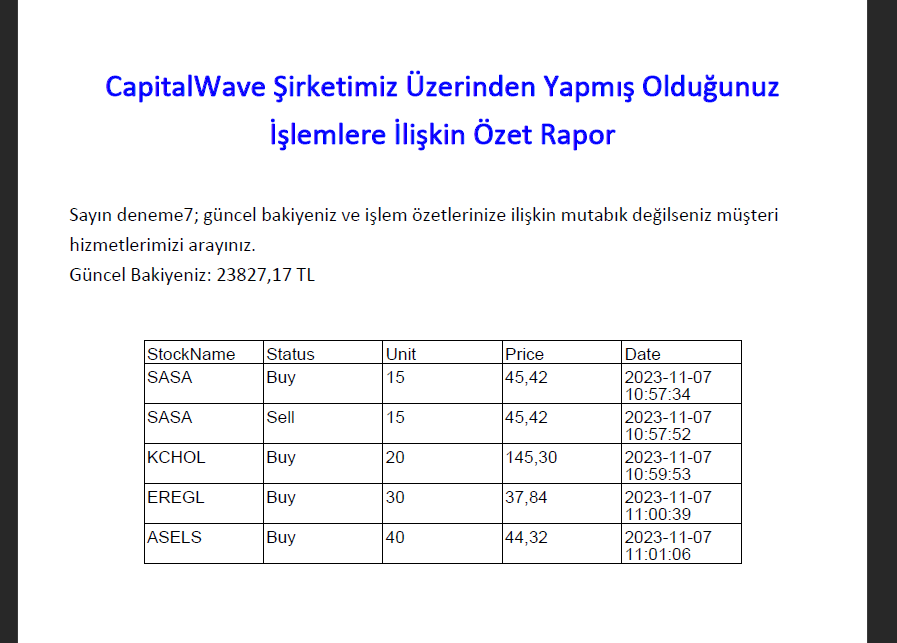 CapitalWave Şirketimiz Üzerinden Yapmış Olduğunuz
İşlemlere İlişkin Özet Rapor
Sayın deneme7; güncel bakiyeniz ve işlem özetlerinize ilişkin mutabık değilseniz müşteri
hizmetlerimizi arayınız.
Güncel Bakiyeniz: 23827,17 TL
StockName Status Unit Price Date
SASA Buy 15 45,42 2023-11-07
10:57:34
SASA Sell 15 45,42 2023-11-07
10:57:52
KCHOL Buy 20 145,30 2023-11-07
10:59:53
EREGL Buy 30 37,84 2023-11-07
11:00:39
ASELS Buy 40 44,32 2023-11-07
11:01:06